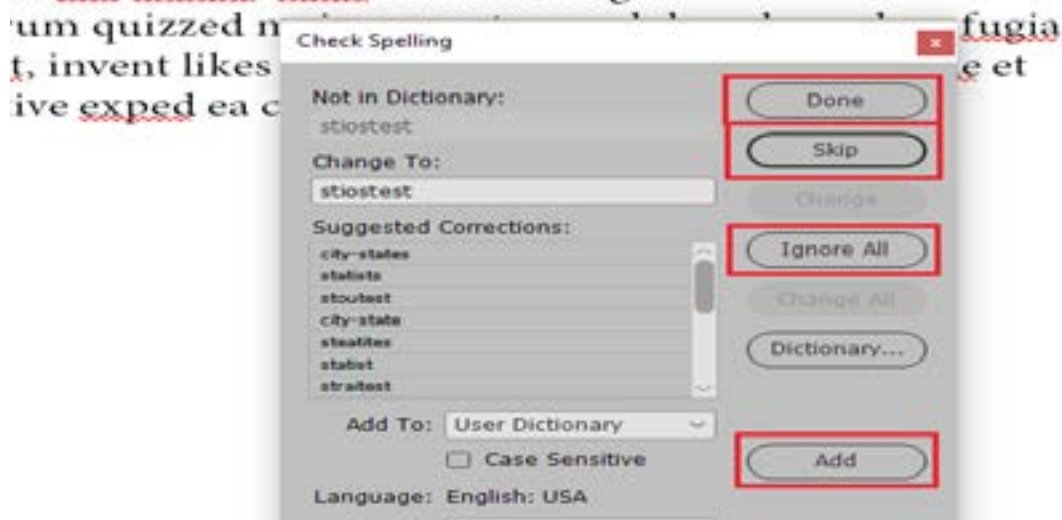 um quizzed
fugia
t, invent likes
e et
ive exped ea c
Check Spelling
Not in Dictionary:
stiostest
Change To:
stiostest
Suggested Corrections:
city-states
statists
stoutest
city-state
steatites
statist
straitest
Add To: User Dictionary
Case Sensitive
Language: English: USA
Done
Skip
Change
Ignore All
Change All
Dictionary...
Add